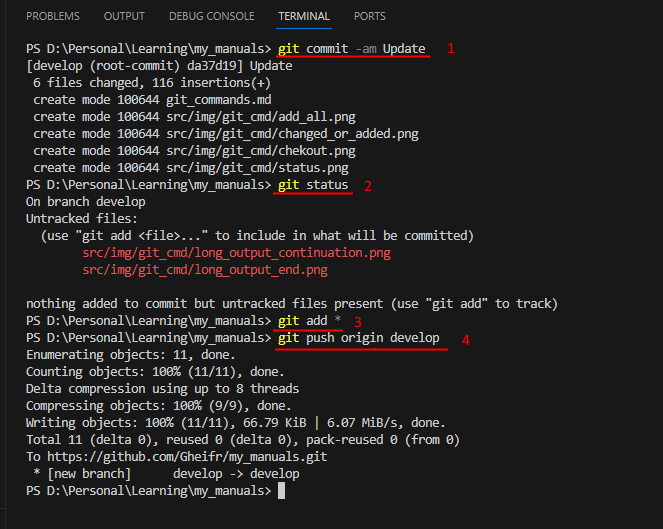 PROBLEMS OUTPUT DEBUG CONSOLE TERMINAL PORTS
PS D:\Personal\Learning\my_manuals> git commit -am Update 1
[develop (root-commit) da37d19] Update
 6 files changed, 116 insertions(+)
 create mode 100644 git_commands.md
 create mode 100644 src/img/git_cmd/add_all.png
 create mode 100644 src/img/git_cmd/changed_or_added.png
 create mode 100644 src/img/git_cmd/chekout.png
 create mode 100644 src/img/git_cmd/status.png
PS D:\Personal\Learning\my_manuals> git status 2
On branch develop
Untracked files:
  (use "git add <file>..." to include in what will be committed)
        src/img/git_cmd/long_output_continuation.png
        src/img/git_cmd/long_output_end.png
nothing added to commit but untracked files present (use "git add" to track)
PS D:\Personal\Learning\my_manuals> git add * 3
PS D:\Personal\Learning\my_manuals> git push origin develop 4
Enumerating objects: 11, done.
Counting objects: 100% (11/11), done.
Delta compression using up to 8 threads
Compressing objects: 100% (9/9), done.
Writing objects: 100% (11/11), 66.79 KiB | 6.07 MiB/s, done.
Total 11 (delta 0), reused 0 (delta 0), pack-reused 0 (from 0)
To https://github.com/Gheifr/my_manuals.git
 * [new branch]      develop -> develop
PS D:\Personal\Learning\my_manuals>